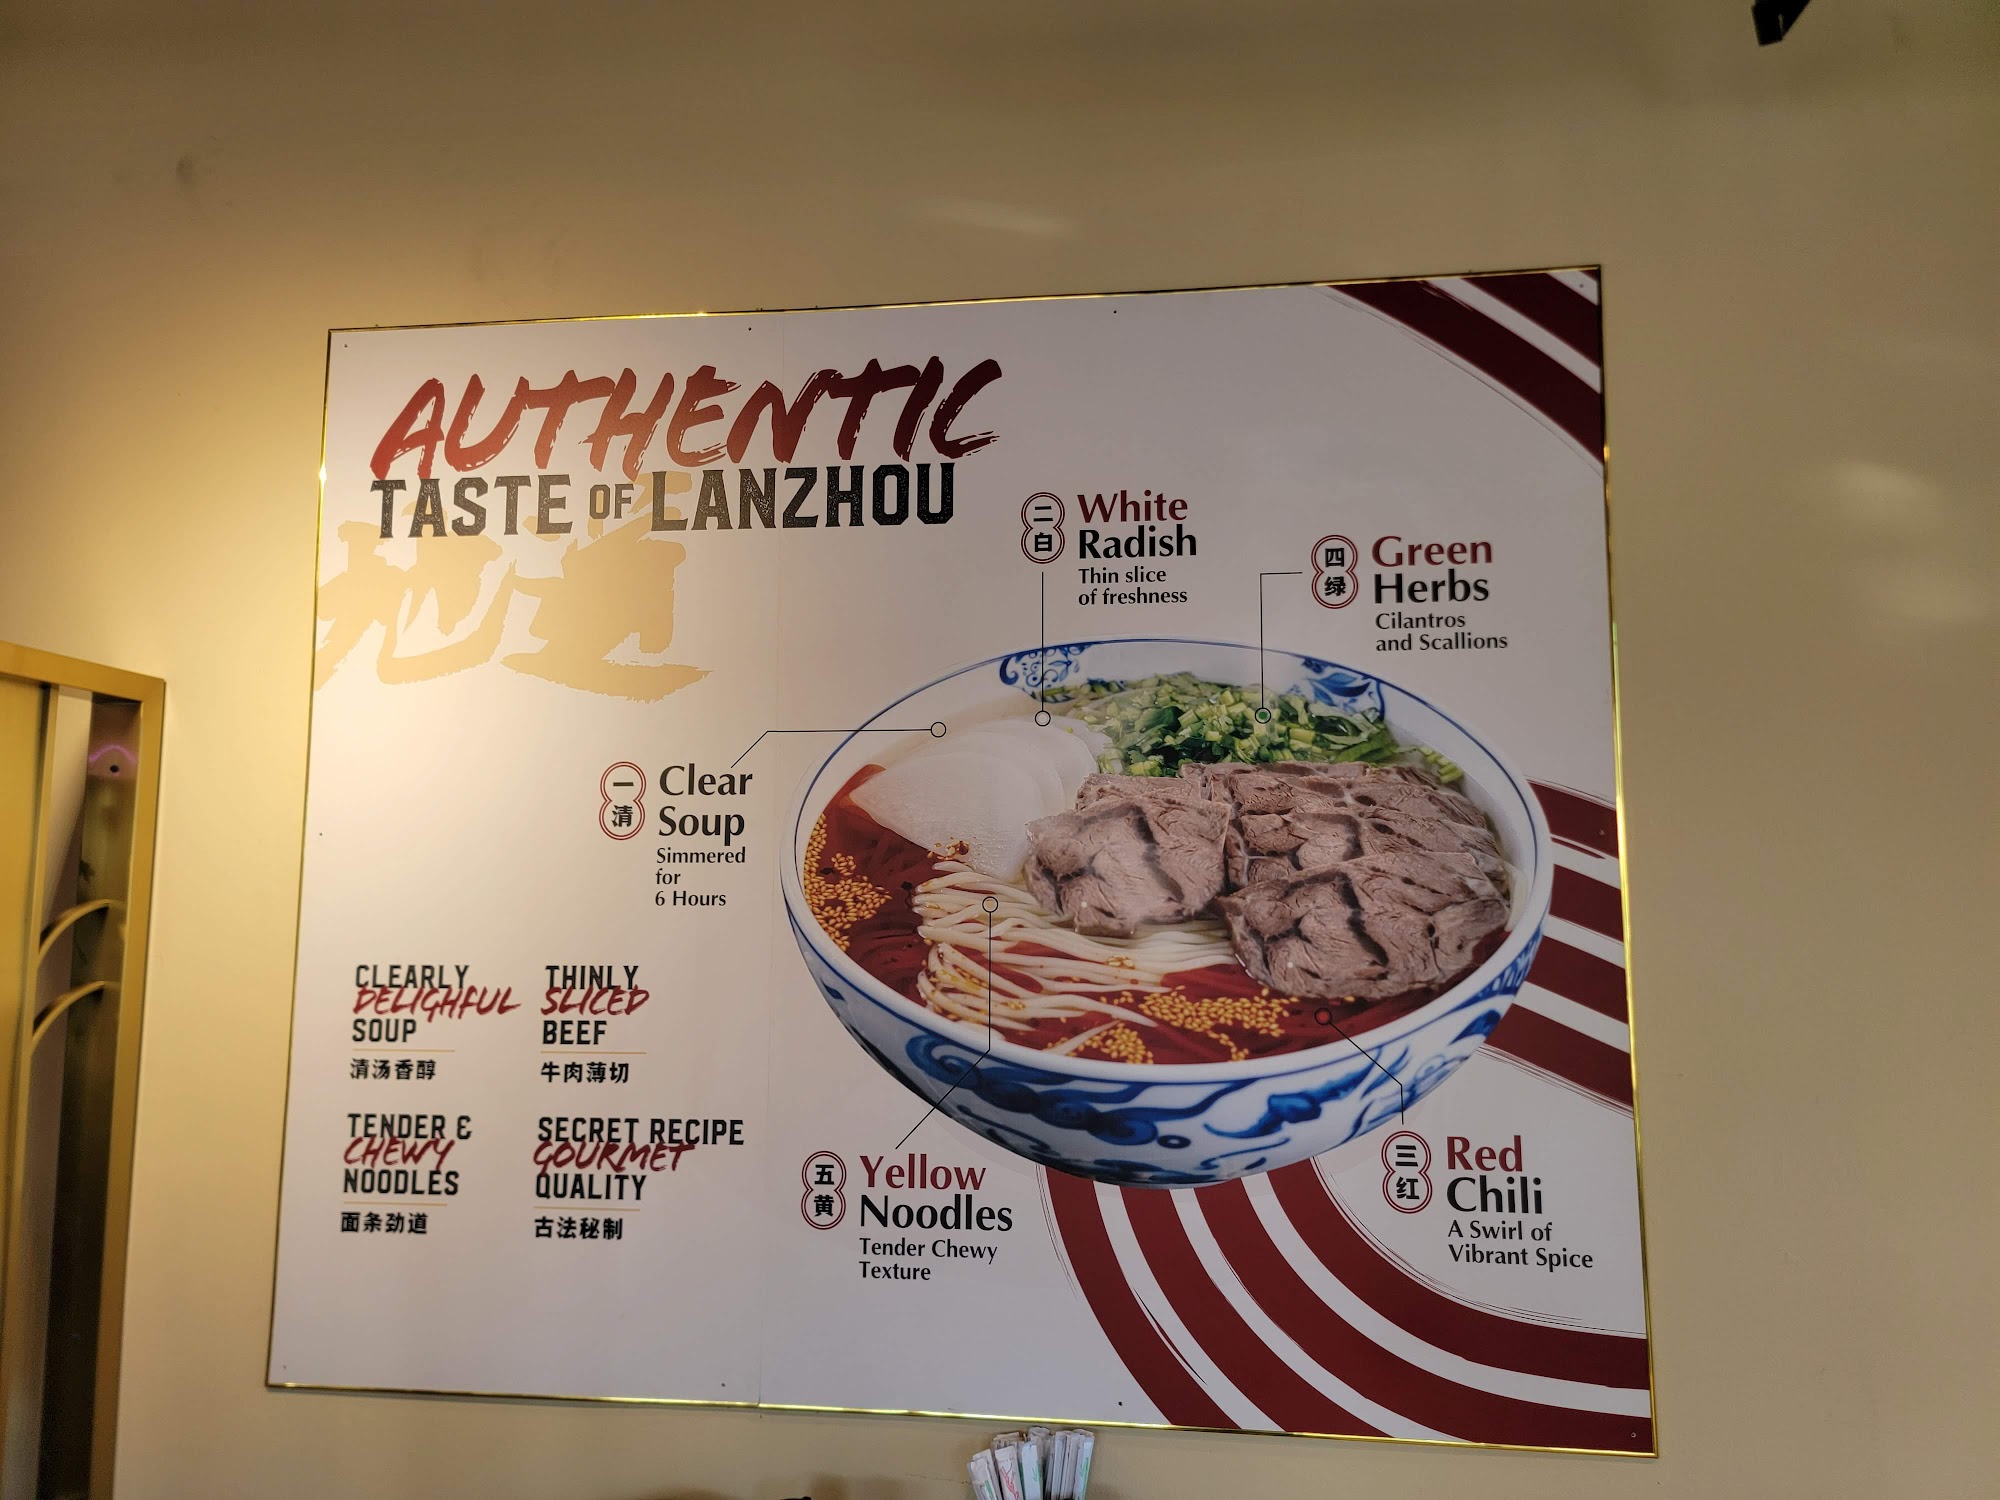 AUTHENTIC
TASTE OF LANZHOU
地道
二白
White
Radish
Thin slice
of freshness
四绿
Green
Herbs
Cilantros
and Scallions
一清
Clear
Soup
Simmered
for
6 Hours
CLEARLY
DELIGHTFUL
SOUP
清汤香醇
THINLY
SLICED
BEEF
牛肉薄切
TENDER &
CHEWY
NOODLES
面条劲道
SECRET RECIPE
GOURMET
QUALITY
古法秘制
五黄
Yellow
Noodles
Tender Chewy
Texture
三红
Red
Chili
A Swirl of
Vibrant Spice